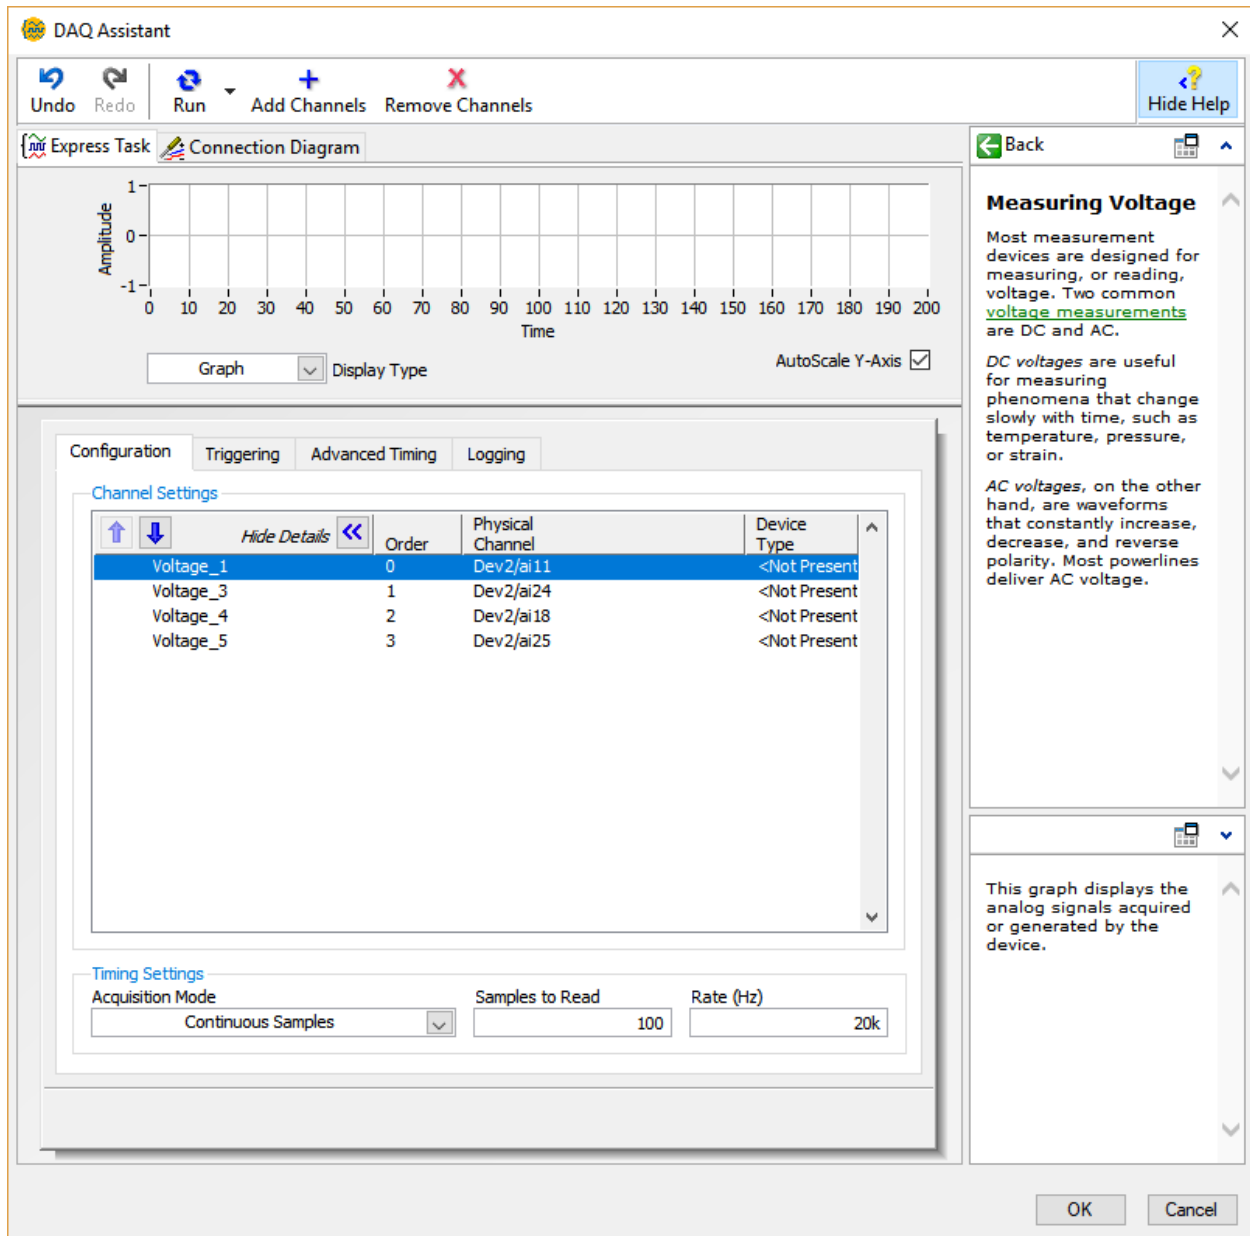 DAQ Assistant
Undo Redo Run Add Channels Remove Channels Hide Help
Express Task Connection Diagram
Amplitude
1
0
-1
0 10 20 30 40 50 60 70 80 90 100 110 120 130 140 150 160 170 180 190 200
Time
Graph Display Type AutoScale Y-Axis
Configuration Triggering Advanced Timing Logging
Channel Settings
Hide Details Order Physical Channel Device Type
Voltage_1 0 Dev2/ai11 <Not Present
Voltage_3 1 Dev2/ai24 <Not Present
Voltage_4 2 Dev2/ai18 <Not Present
Voltage_5 3 Dev2/ai25 <Not Present
Timing Settings
Acquisition Mode Samples to Read Rate (Hz)
Continuous Samples 100 20k
Back
Measuring Voltage
Most measurement
devices are designed for
measuring, or reading,
voltage. Two common
voltage measurements
are DC and AC.
DC voltages are useful
for measuring
phenomena that change
slowly with time, such as
temperature, pressure,
or strain.
AC voltages, on the other
hand, are waveforms
that constantly increase,
decrease, and reverse
polarity. Most powerlines
deliver AC voltage.
This graph displays the
analog signals acquired
or generated by the
device.
OK Cancel